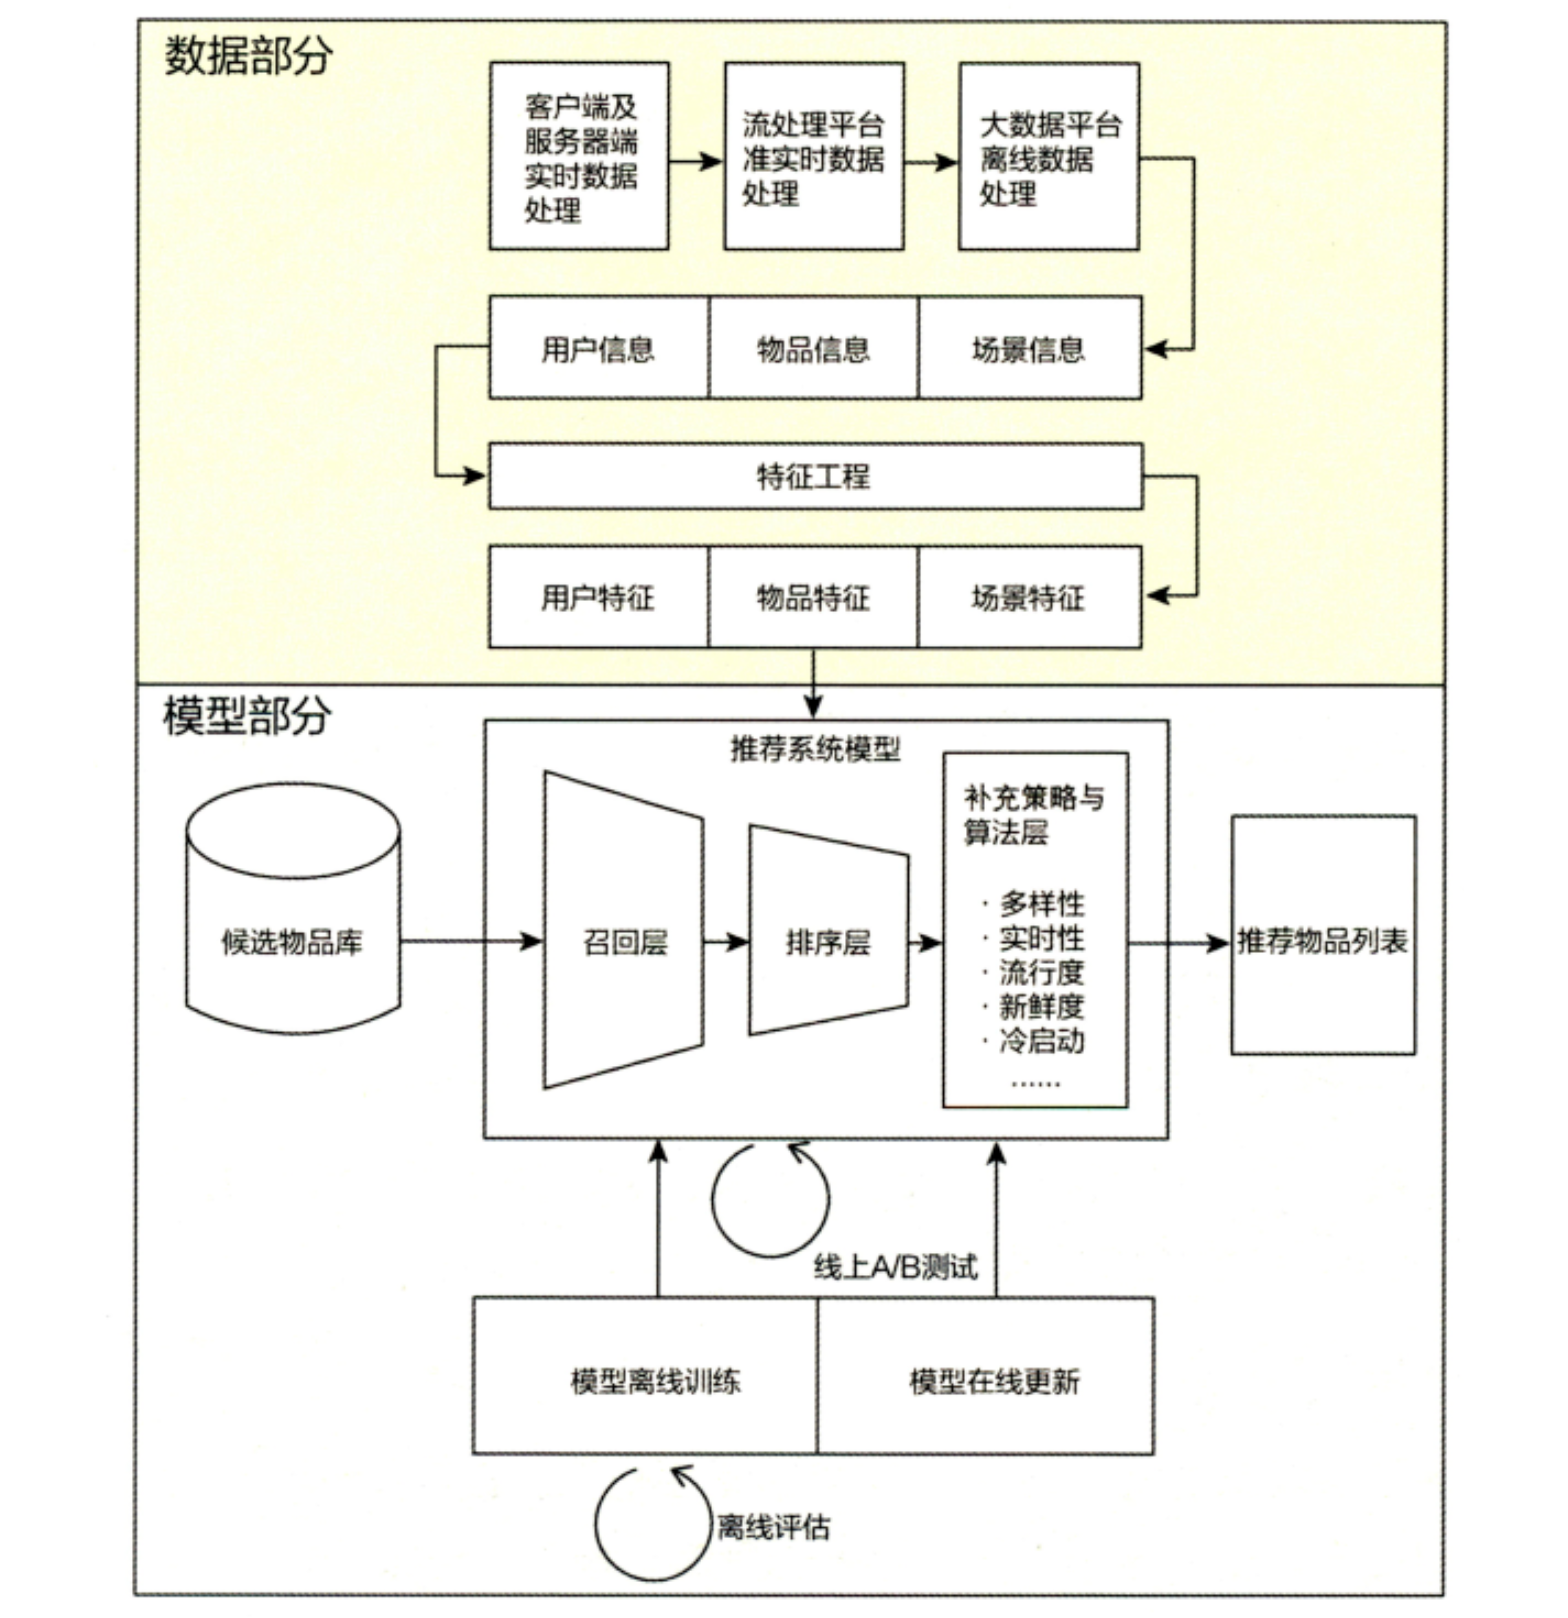 数据部分
客户端及
服务器端
实时数据
处理
流处理平台
准实时数据
处理
大数据平台
离线数据
处理
用户信息
物品信息
场景信息
特征工程
用户特征
物品特征
场景特征
模型部分
推荐系统模型
候选物品库
召回层
排序层
补充策略与
算法层
· 多样性
· 实时性
· 流行度
· 新鲜度
· 冷启动
……
推荐物品列表
线上A/B测试
模型离线训练
模型在线更新
离线评估